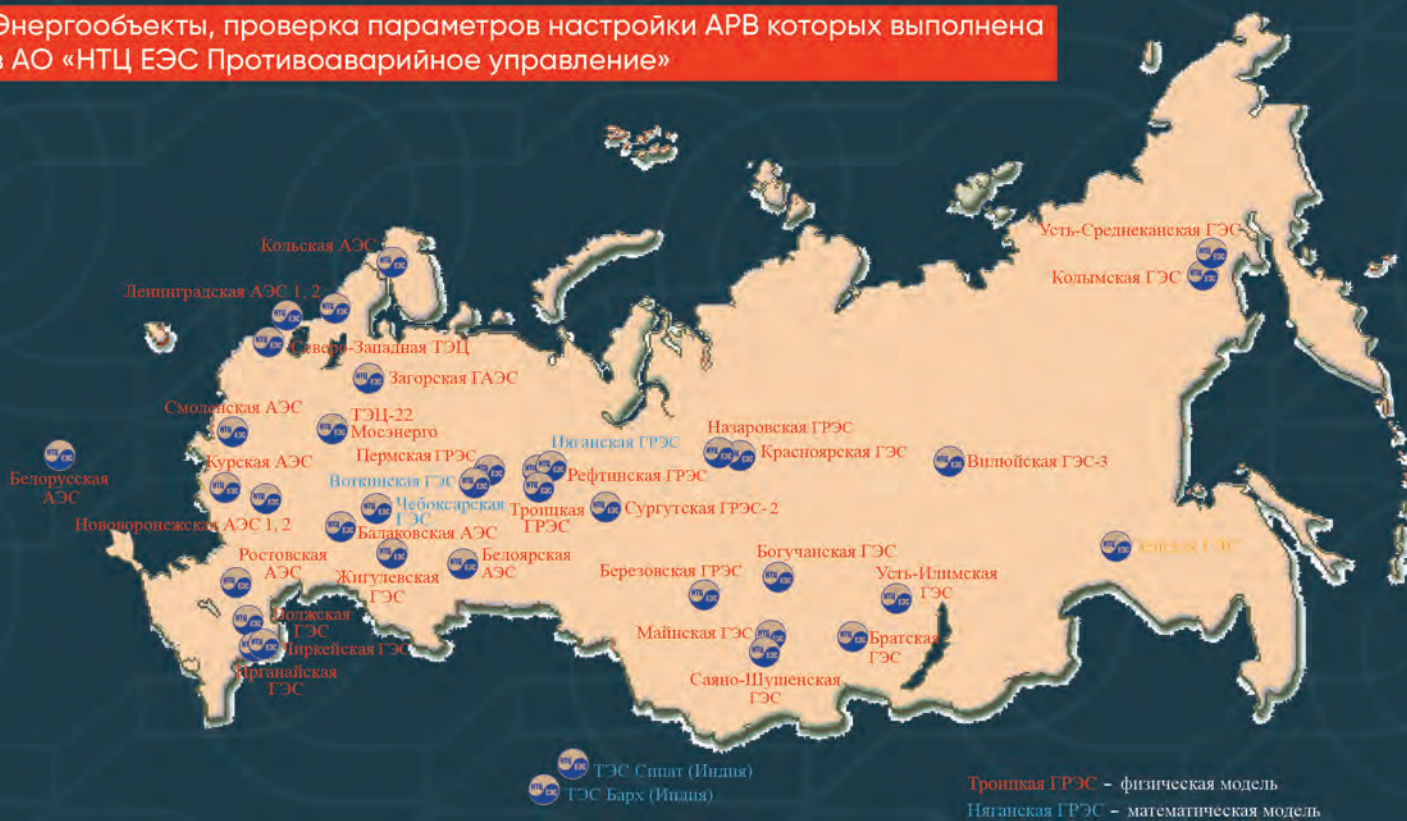 Энергообъекты, проверка параметров настройки АРВ которых выполнена
в АО «НТЦ ЕЭС Противоаварийное управление»
Усть-Среднеканская ГЭС
Кольская АЭС
Колымская ГЭС
Ленинградская АЭС 1, 2
Северо-Западная ТЭЦ
Загорская ГАЭС
Смоленская АЭС
ТЭЦ-22
Мосэнерго
Назаровская ГРЭС
Няганская ГРЭС
Пермская ГРЭС
Красноярская ГЭС
Курская АЭС
Вилюйская ГЭС-3
Белорусская
АЭС
Рефтинская ГРЭС
Воткинская ГЭС
Чебоксарская
ГЭС
Троицкая
ГРЭС
Сургутская ГРЭС-2
Нововоронежская АЭС 1, 2
Балаковская АЭС
Ростовская
АЭС
Белоярская
АЭС
Жигулевская
ГЭС
Богучанская ГЭС
Березовская ГРЭС
Усть-Илимская
ГЭС
Волжская
ГЭС
Майнская ГЭС
Братская
ГЭС
Чиркейская ГЭС
Ирганайская
ГЭС
Саяно-Шушенская
ГЭС
ТЭС Сипат (Индия)
ТЭС Барх (Индия)
Троицкая ГРЭС – физическая модель
Няганская ГРЭС – математическая модель